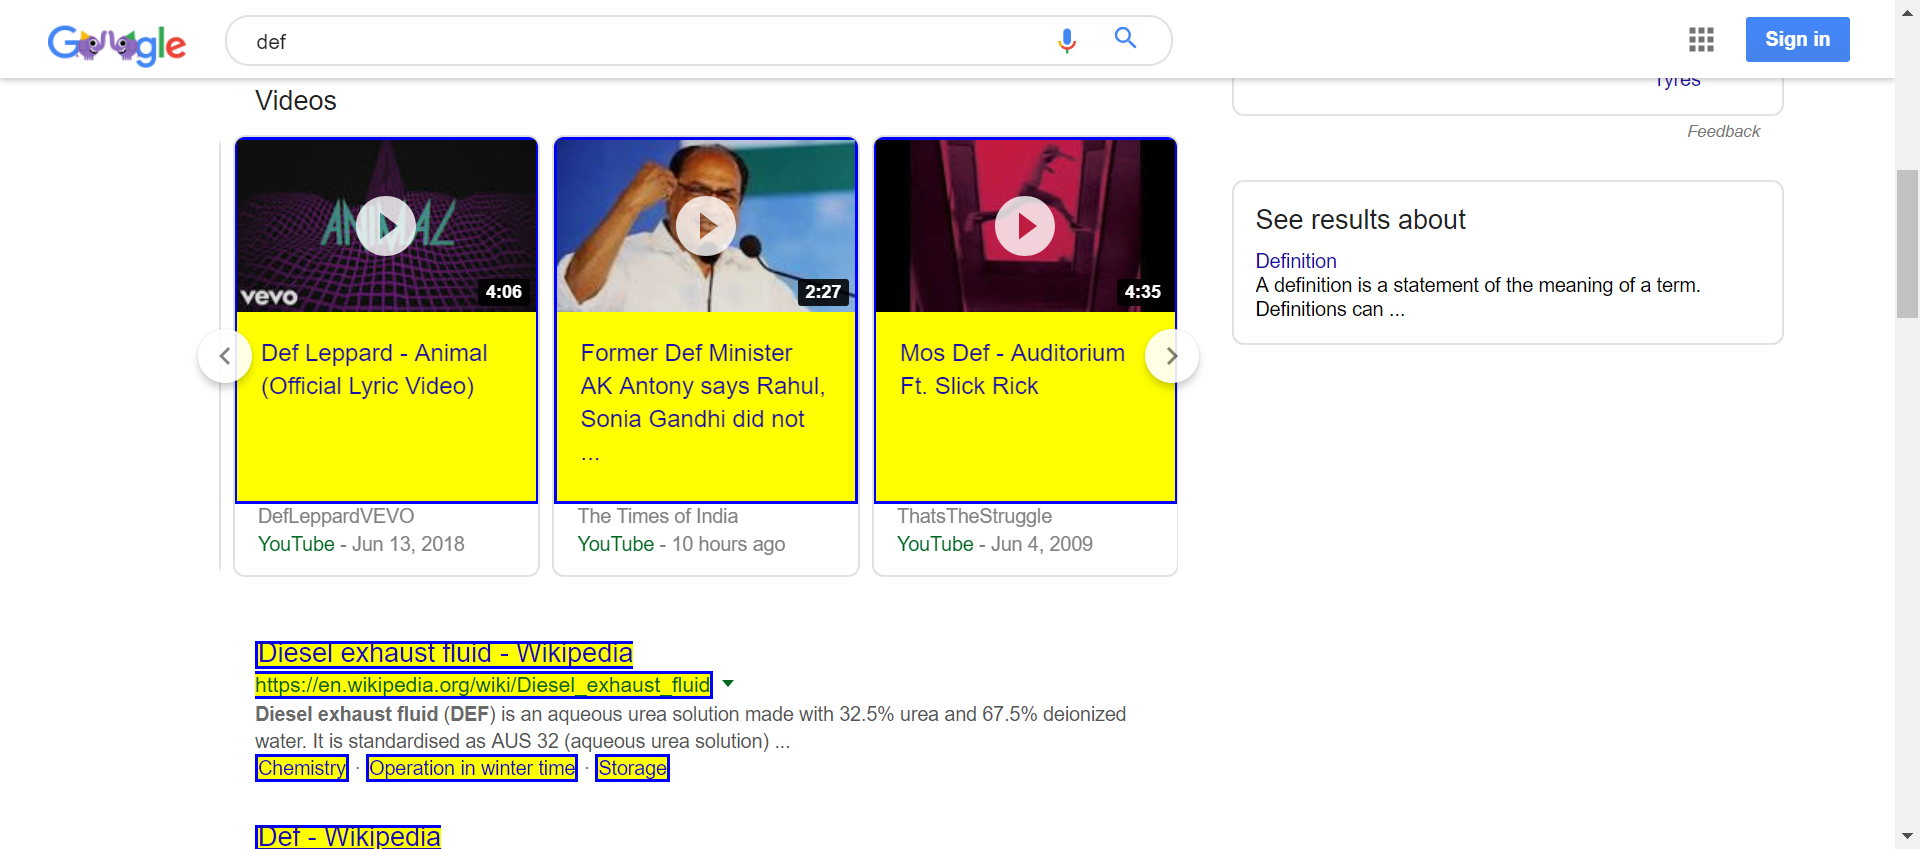 Google
def
Sign in
Videos
Tyres
Feedback
ANIMAL
vevo
4:06
2:27
4:35
Def Leppard - Animal
(Official Lyric Video)
Former Def Minister
AK Antony says Rahul,
Sonia Gandhi did not
...
Mos Def - Auditorium
Ft. Slick Rick
DefLeppardVEVO
YouTube - Jun 13, 2018
The Times of India
YouTube - 10 hours ago
ThatsTheStruggle
YouTube - Jun 4, 2009
See results about
Definition
A definition is a statement of the meaning of a term.
Definitions can ...
Diesel exhaust fluid - Wikipedia
https://en.wikipedia.org/wiki/Diesel_exhaust_fluid
Diesel exhaust fluid (DEF) is an aqueous urea solution made with 32.5% urea and 67.5% deionized
water. It is standardised as AUS 32 (aqueous urea solution) ...
Chemistry · Operation in winter time · Storage
Def - Wikipedia